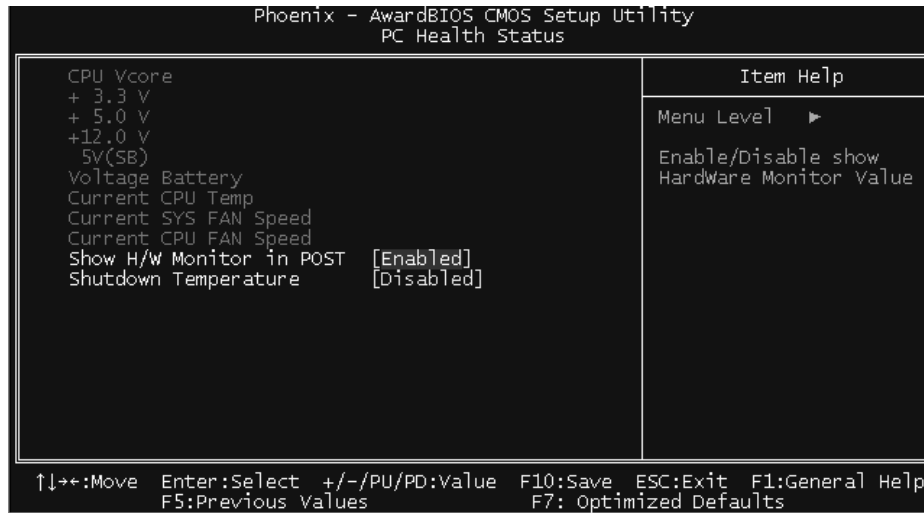 Phoenix - AwardBIOS CMOS Setup Utility
PC Health Status
CPU Vcore
+ 3.3 V
+ 5.0 V
+12.0 V
5V(SB)
Voltage Battery
Current CPU Temp
Current SYS FAN Speed
Current CPU FAN Speed
Show H/W Monitor in POST [Enabled]
Shutdown Temperature [Disabled]
Item Help
Menu Level ►
Enable/Disable show
HardWare Monitor Value
↑↓→←:Move Enter:Select +/-/PU/PD:Value F10:Save ESC:Exit F1:General Help
F5:Previous Values F7: Optimized Defaults